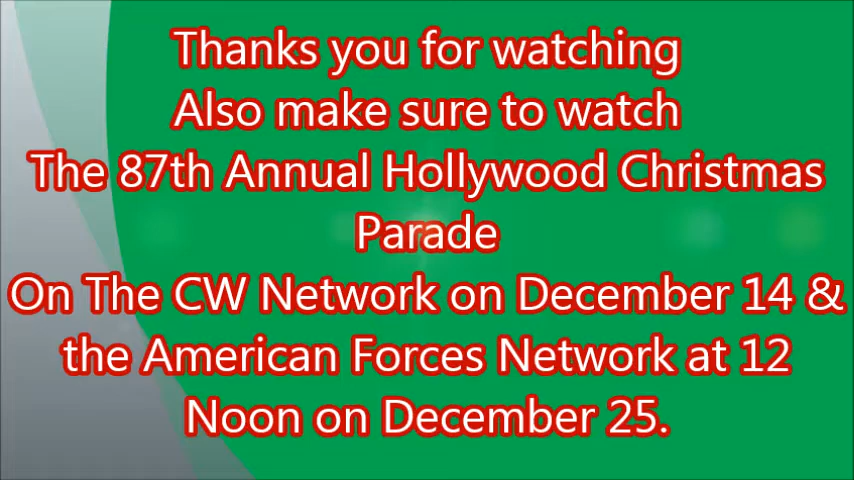 Thanks you for watching
Also make sure to watch
The 87th Annual Hollywood Christmas
Parade
On The CW Network on December 14 &
the American Forces Network at 12
Noon on December 25.